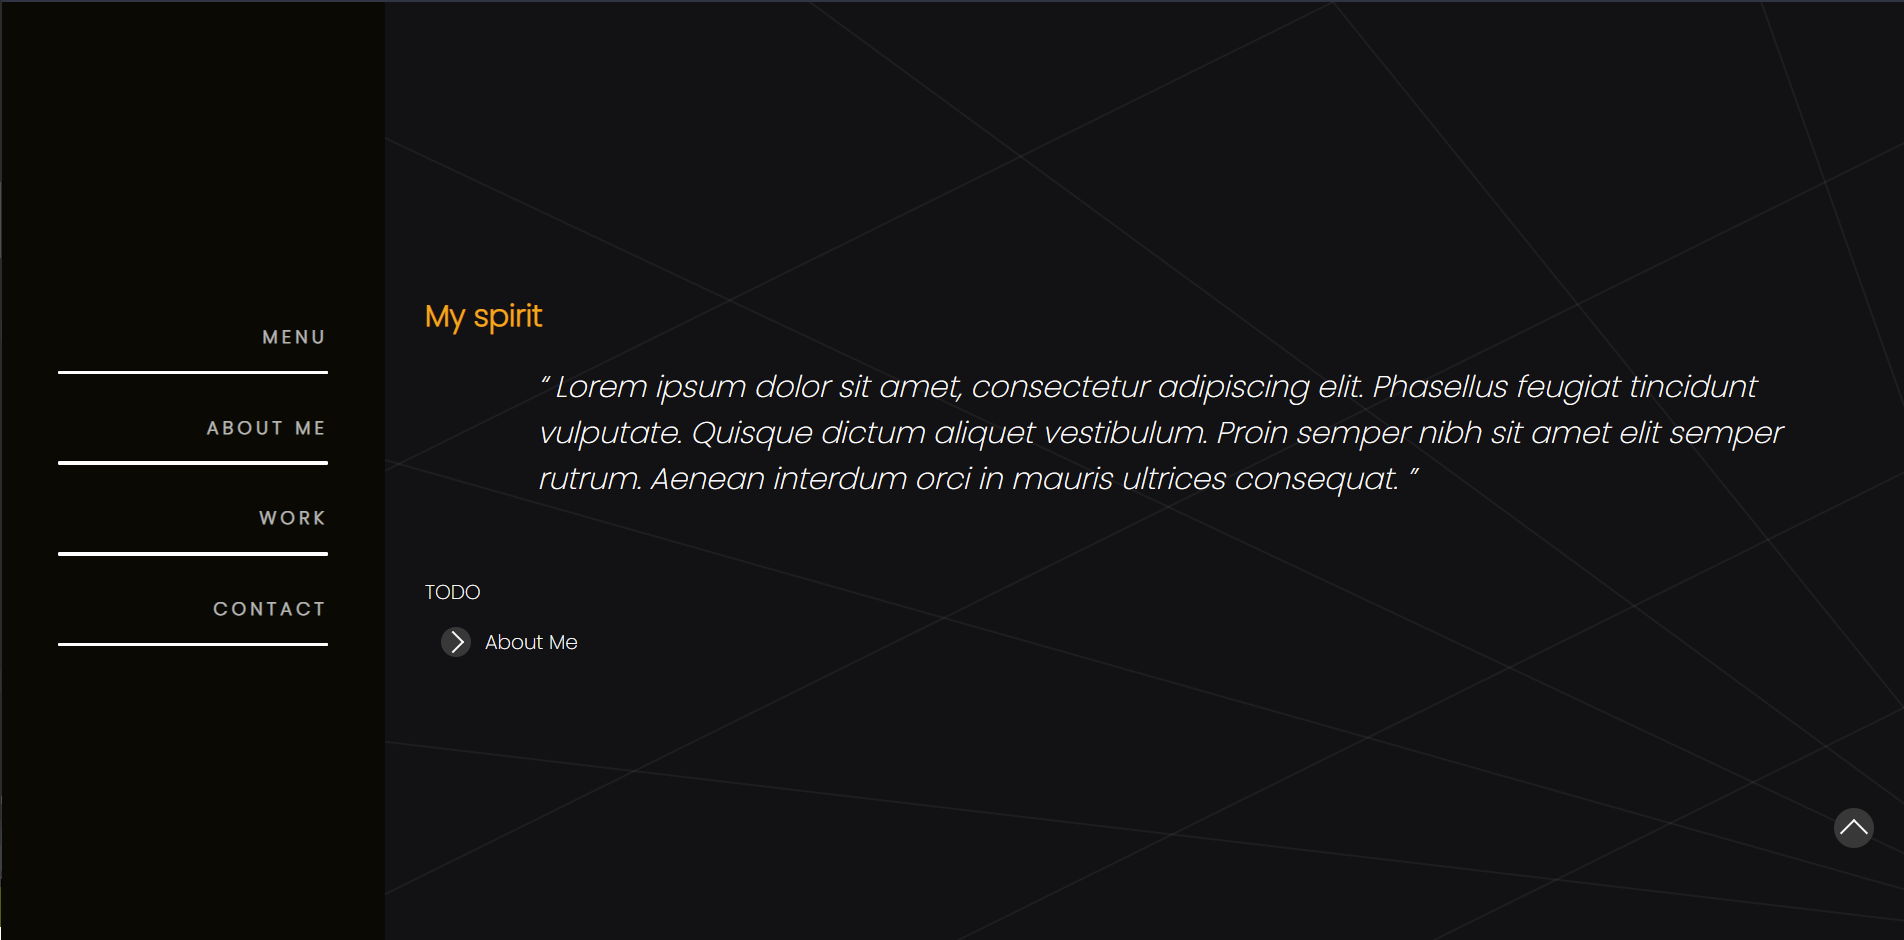 MENU
ABOUT ME
WORK
CONTACT
My spirit
“ Lorem ipsum dolor sit amet, consectetur adipiscing elit. Phasellus feugiat tincidunt
vulputate. Quisque dictum aliquet vestibulum. Proin semper nibh sit amet elit semper
rutrum. Aenean interdum orci in mauris ultrices consequat. ”
TODO
About Me